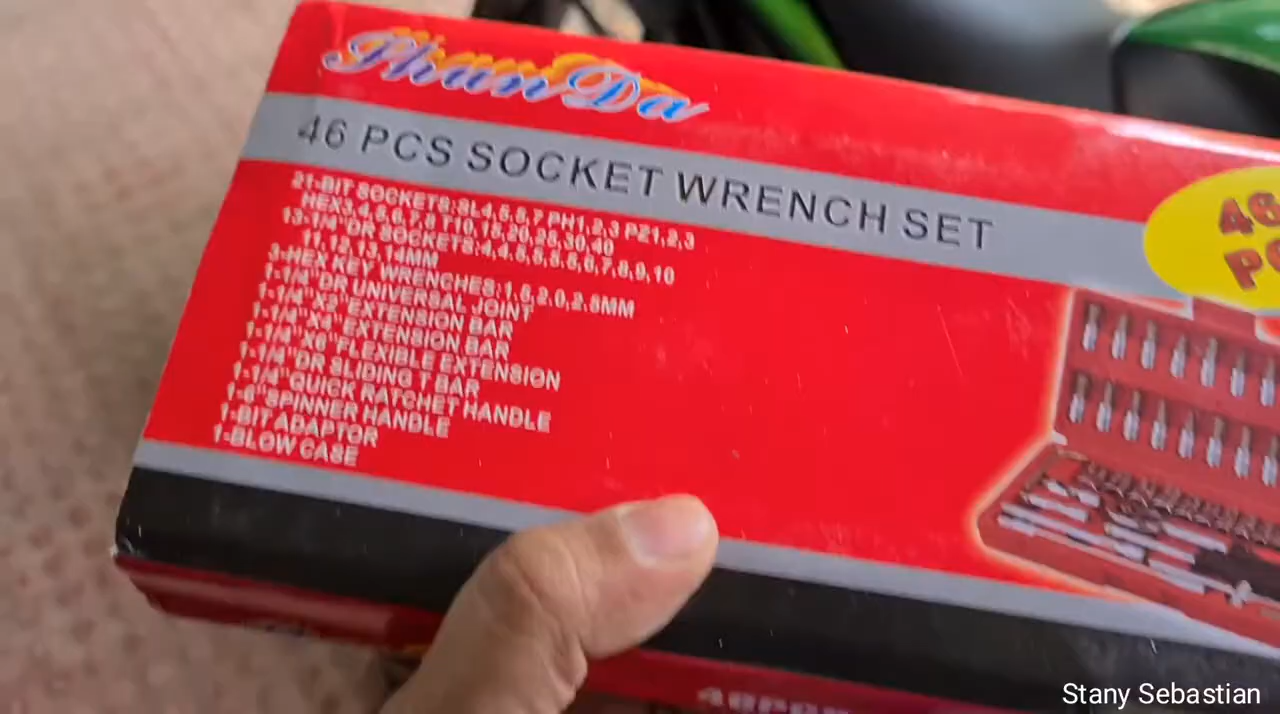 ShunDa
46 PCS SOCKET WRENCH SET
46
21-BIT SOCKETS:SL4,5.5,7 PH1,2,3 PZ1,2,3
HEX3,4,5,6,7,8 T10,15,20,25,30,40
13-1/4"DR SOCKETS:4,4.5,5,5.5,6,7,8,9,10
11,12,13,14MM
3-HEX KEY WRENCHES:1.5,2.0,2.5MM
1-1/4"DR UNIVERSAL JOINT
1-1/4"X2"EXTENSION BAR
1-1/4"X4"EXTENSION BAR
1-1/4"X6"FLEXIBLE EXTENSION
1-1/4"DR SLIDING T BAR
1-1/4"QUICK RATCHET HANDLE
1-6"SPINNER HANDLE
1-BIT ADAPTOR
1-BLOW CASE
Stany Sebastian